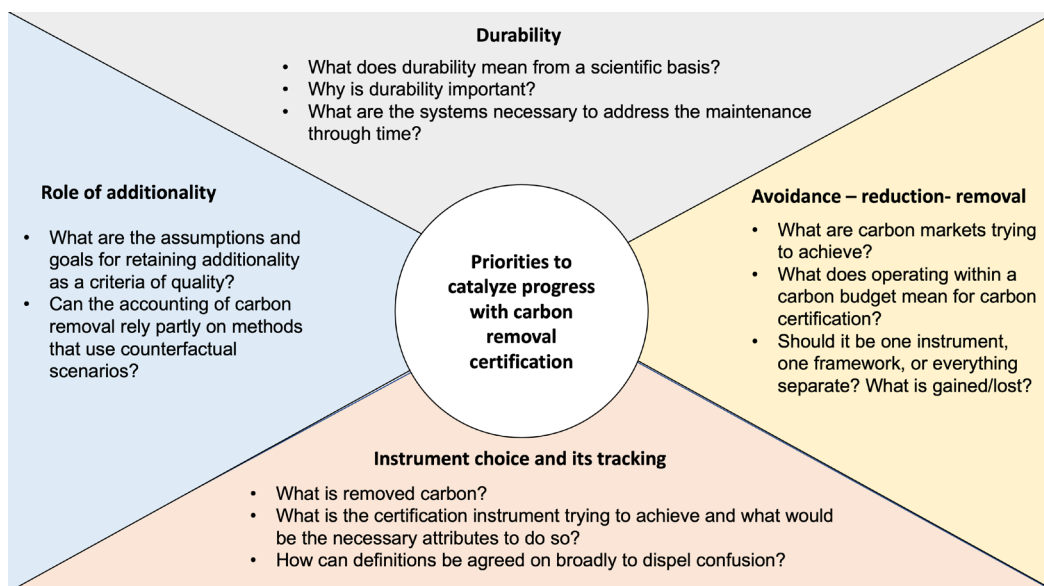 Durability
• What does durability mean from a scientific basis?
• Why is durability important?
• What are the systems necessary to address the maintenance
through time?
Role of additionality
• What are the assumptions and
goals for retaining additionality
as a criteria of quality?
• Can the accounting of carbon
removal rely partly on methods
that use counterfactual
scenarios?
Priorities to
catalyze progress
with carbon
removal
certification
Avoidance – reduction- removal
• What are carbon markets trying
to achieve?
• What does operating within a
carbon budget mean for carbon
certification?
• Should it be one instrument,
one framework, or everything
separate? What is gained/lost?
Instrument choice and its tracking
• What is removed carbon?
• What is the certification instrument trying to achieve and what would
be the necessary attributes to do so?
• How can definitions be agreed on broadly to dispel confusion?